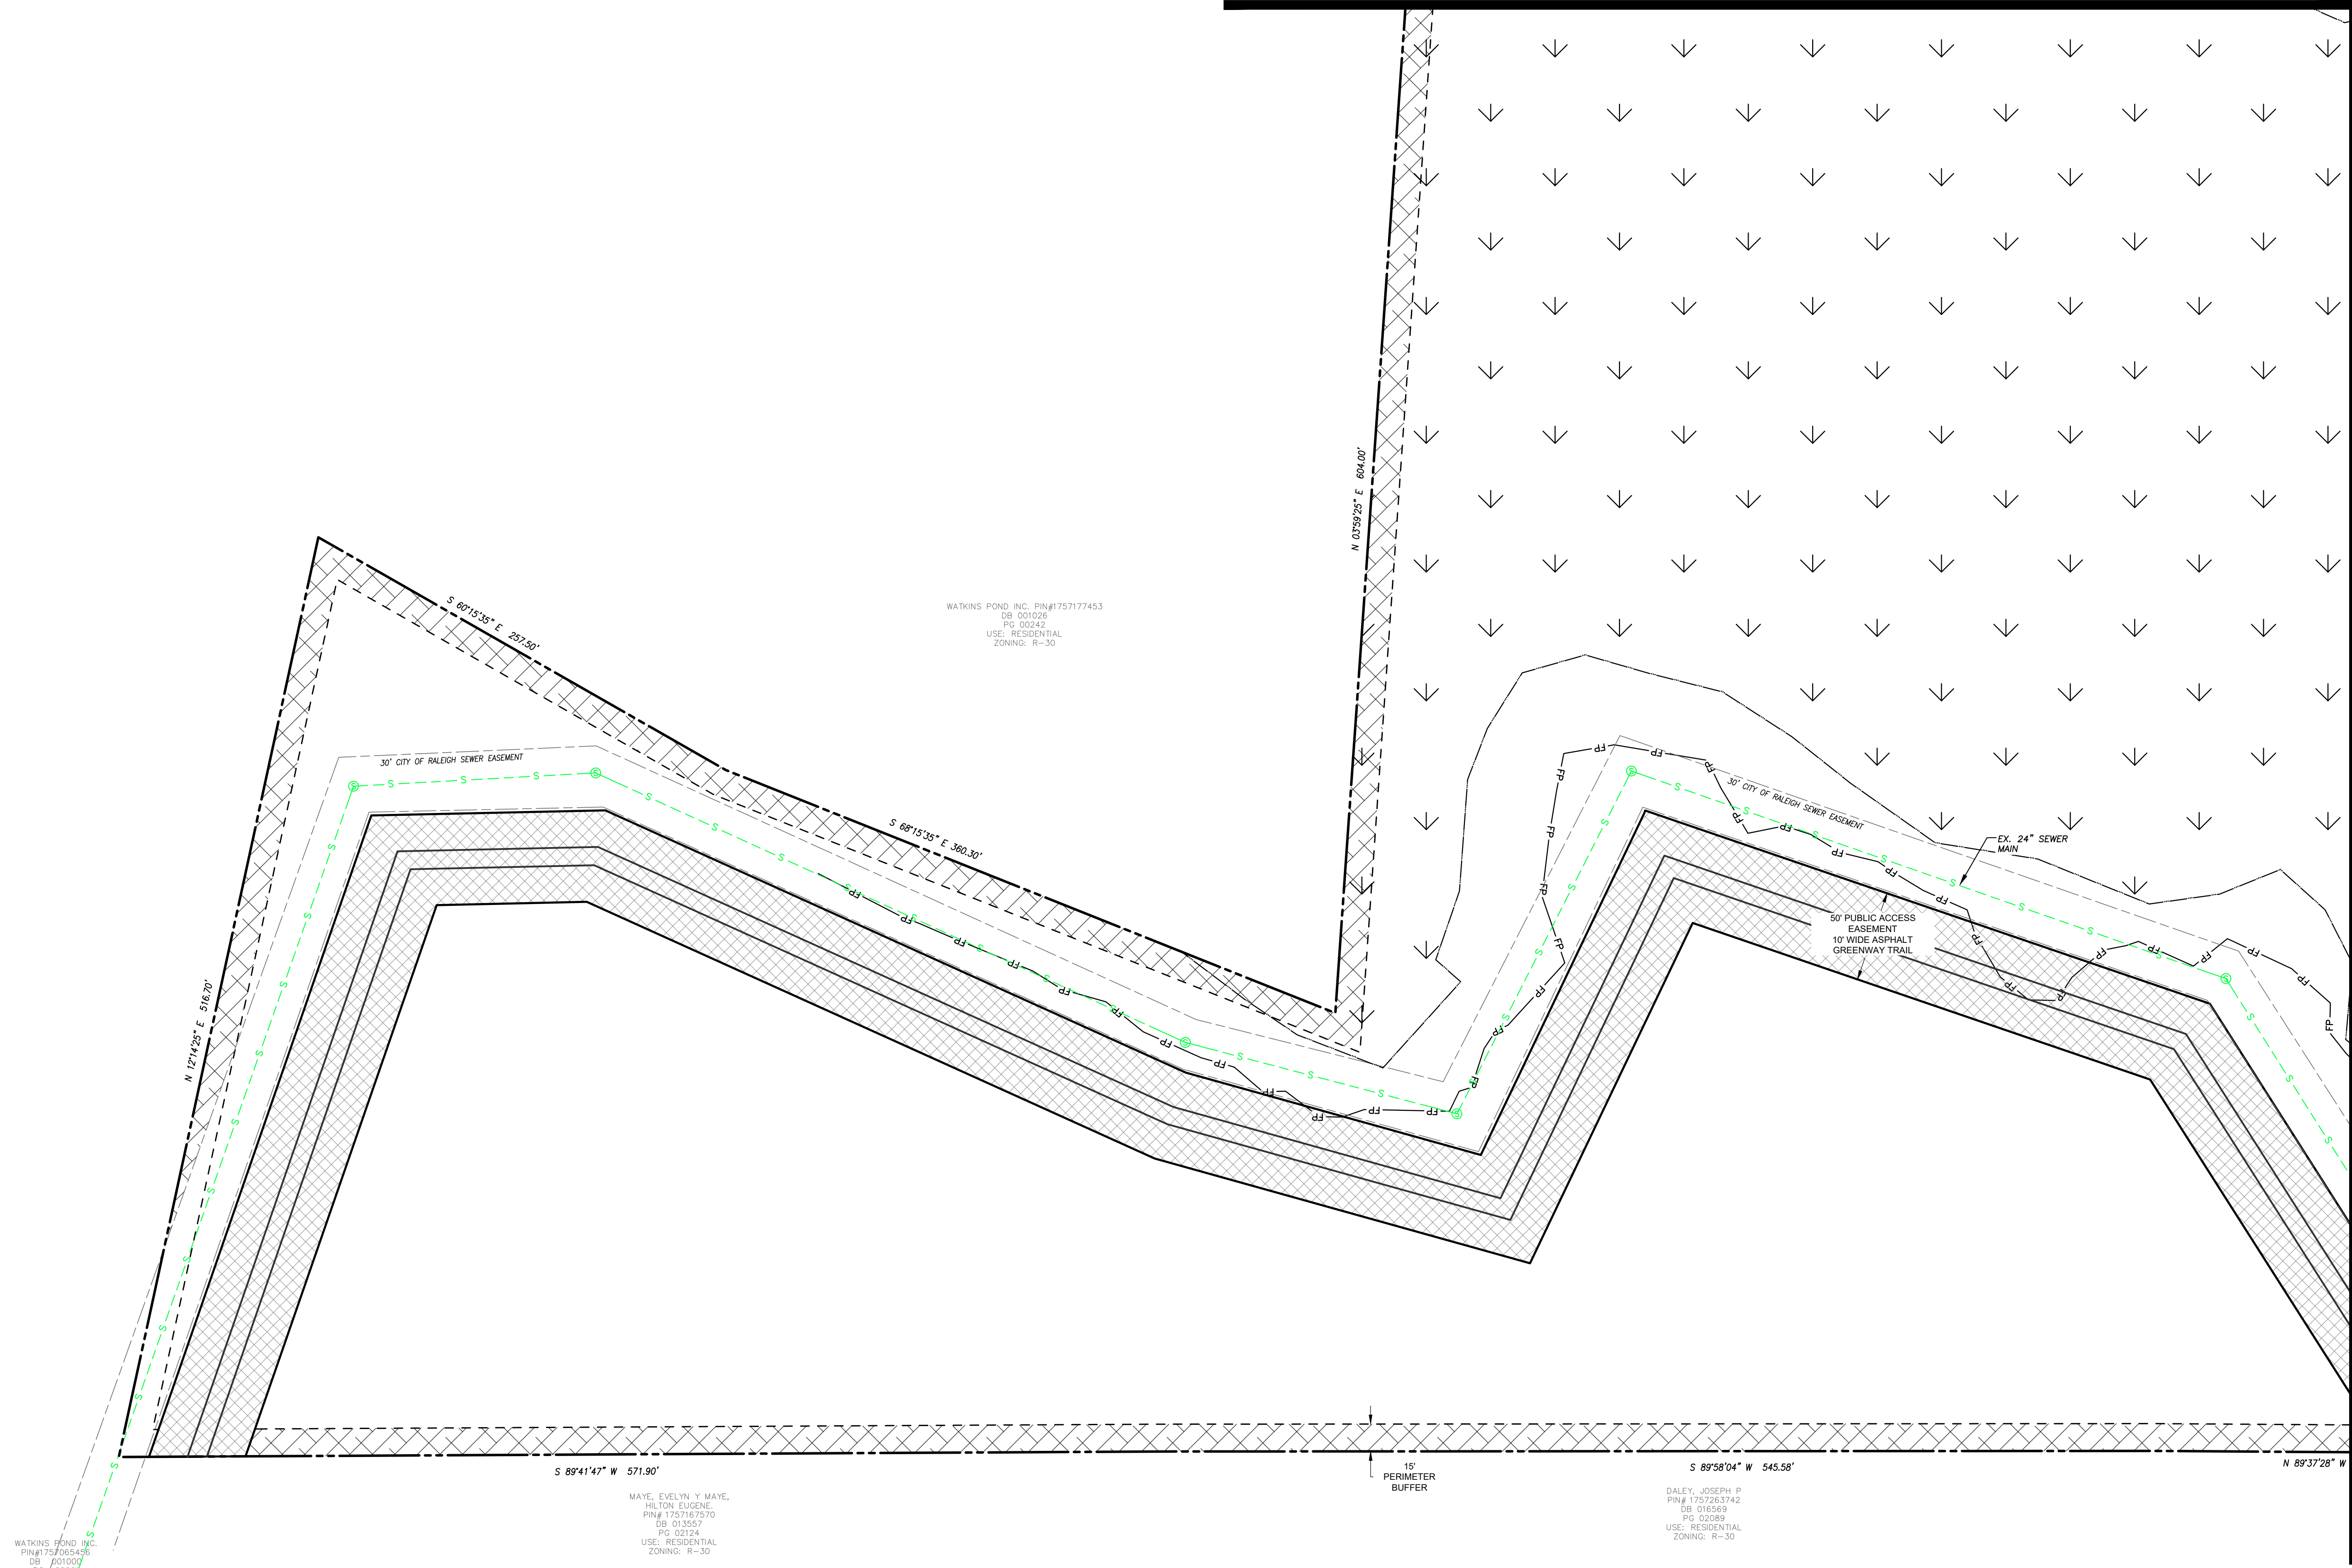 N 03°59'25" E 604.00'
S 60°15'35" E 257.50'
WATKINS POND INC. PIN#1757177453
DB 001026
PG 00242
USE: RESIDENTIAL
ZONING: R-30
30' CITY OF RALEIGH SEWER EASEMENT
S 68°15'35" E 360.30'
30' CITY OF RALEIGH SEWER EASEMENT
EX. 24" SEWER
MAIN
50' PUBLIC ACCESS
EASEMENT
10' WIDE ASPHALT
GREENWAY TRAIL
N 12°14'25" E 516.70'
S 89°41'47" W 571.90'
15'
PERIMETER
BUFFER
S 89°58'04" W 545.58'
N 89°37'28" W
MAYE, EVELYN Y MAYE,
HILTON EUGENE.
PIN# 1757167570
DB 013557
PG 02124
USE: RESIDENTIAL
ZONING: R-30
DALEY, JOSEPH P
PIN# 1757263742
DB 016569
PG 02089
USE: RESIDENTIAL
ZONING: R-30
WATKINS POND INC.
PIN#1757065456
DB 001000